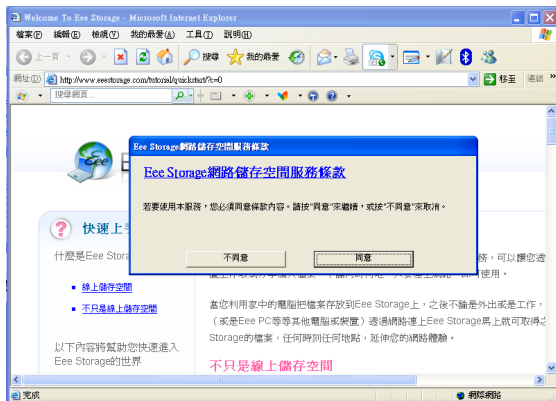 Welcome To Eee Storage - Microsoft Internet Explorer
檔案(F) 編輯(E) 檢視(V) 我的最愛(A) 工具(T) 說明(H)
上一頁 搜尋 我的最愛
網址(D) http://www.eeestorage.com/tutorial/quickstart/?c=0 移至 連結 »
搜尋網頁...
Eee
Eee Storage網路儲存空間服務條款
Eee Storage網路儲存空間服務條款
若要使用本服務，您必須同意條款內容。請按"同意"來繼續，或按"不同意"來取消。
不同意 同意
快速上手
什麼是Eee Stora
線上儲存空間
不只是線上儲存空間
以下內容將幫助您快速進入
Eee Storage的世界
務，可以讓您透
使用。
當您利用家中的電腦把檔案存放到Eee Storage上，之後不論是外出或是工作，
（或是Eee PC等等其他電腦或裝置）透過網路連上Eee Storage馬上就可取得之
Storage的檔案，任何時刻任何地點，延伸您的網路體驗。
不只是線上儲存空間
完成 網際網路